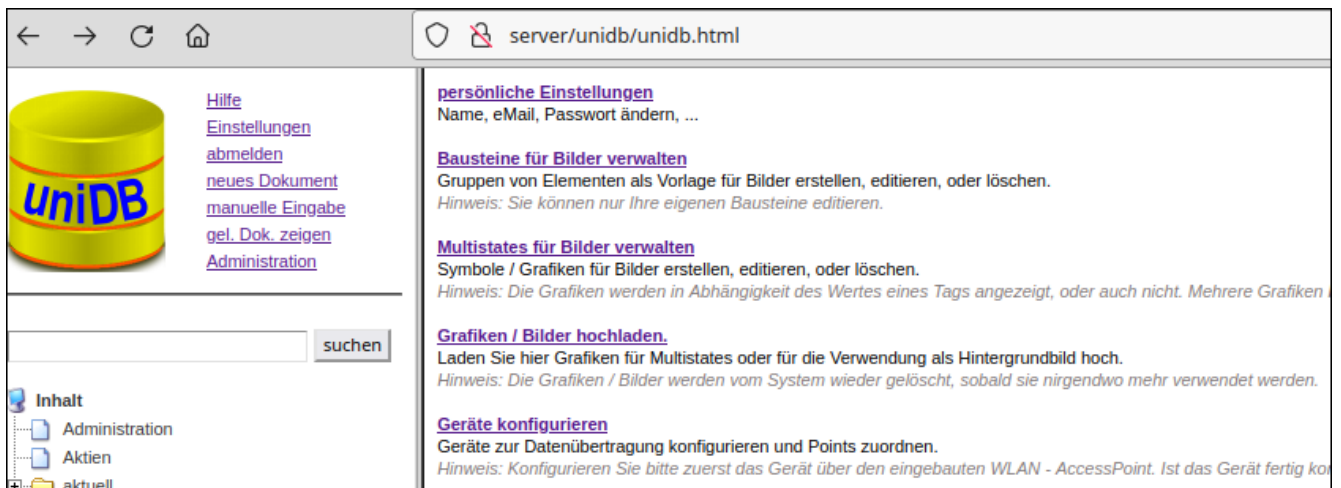 server/unidb/unidb.html
uniDB
Hilfe
Einstellungen
abmelden
neues Dokument
manuelle Eingabe
gel. Dok. zeigen
Administration
suchen
Inhalt
Administration
Aktien
aktuell
persönliche Einstellungen
Name, eMail, Passwort ändern, ...
Bausteine für Bilder verwalten
Gruppen von Elementen als Vorlage für Bilder erstellen, editieren, oder löschen.
Hinweis: Sie können nur Ihre eigenen Bausteine editieren.
Multistates für Bilder verwalten
Symbole / Grafiken für Bilder erstellen, editieren, oder löschen.
Hinweis: Die Grafiken werden in Abhängigkeit des Wertes eines Tags angezeigt, oder auch nicht. Mehrere Grafiken
Grafiken / Bilder hochladen.
Laden Sie hier Grafiken für Multistates oder für die Verwendung als Hintergrundbild hoch.
Hinweis: Die Grafiken / Bilder werden vom System wieder gelöscht, sobald sie nirgendwo mehr verwendet werden.
Geräte konfigurieren
Geräte zur Datenübertragung konfigurieren und Points zuordnen.
Hinweis: Konfigurieren Sie bitte zuerst das Gerät über den eingebauten WLAN - AccessPoint. Ist das Gerät fertig